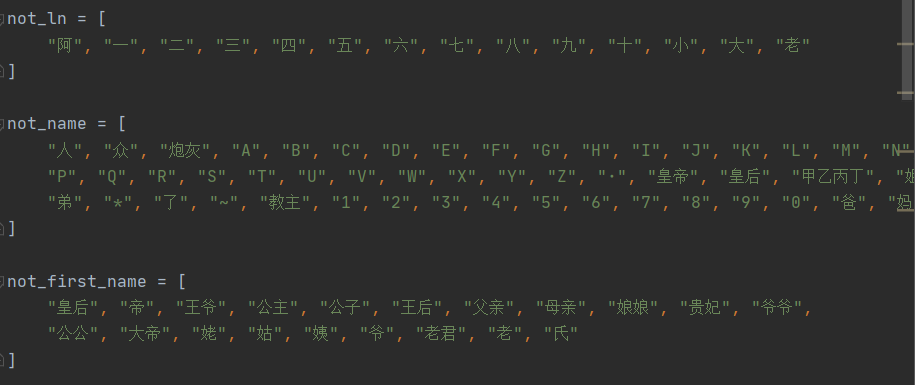 not_ln = [
"阿", "一", "二", "三", "四", "五", "六", "七", "八", "九", "十", "小", "大", "老"
]
not_name = [
"人", "众", "炮灰", "A", "B", "C", "D", "E", "F", "G", "H", "I", "J", "K", "L", "M", "N"
"P", "Q", "R", "S", "T", "U", "V", "W", "X", "Y", "Z", "·", "皇帝", "皇后", "甲乙丙丁", "
"弟", "*", "了", "~", "教主", "1", "2", "3", "4", "5", "6", "7", "8", "9", "0", "爸", "妈
]
not_first_name = [
"皇后", "帝", "王爷", "公主", "公子", "王后", "父亲", "母亲", "娘娘", "贵妃", "爷爷",
"公公", "大帝", "姥", "姑", "姨", "爷", "老君", "老", "氏"
]